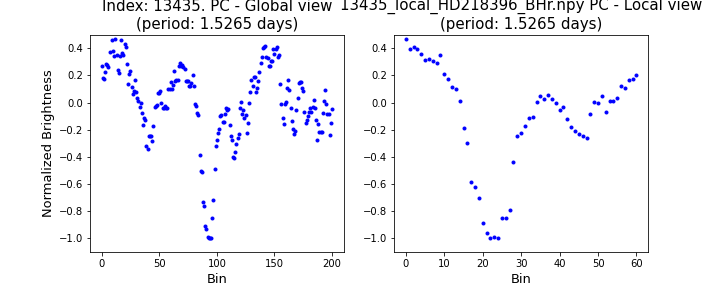 Index: 13435. PC - Global view
(period: 1.5265 days)
13435_local_HD218396_BHr.npy PC - Local view
(period: 1.5265 days)
Normalized Brightness
0.4
0.2
0.0
−0.2
−0.4
−0.6
−0.8
−1.0
0 50 100 150 200
Bin
0.4
0.2
0.0
−0.2
−0.4
−0.6
−0.8
−1.0
0 10 20 30 40 50 60
Bin